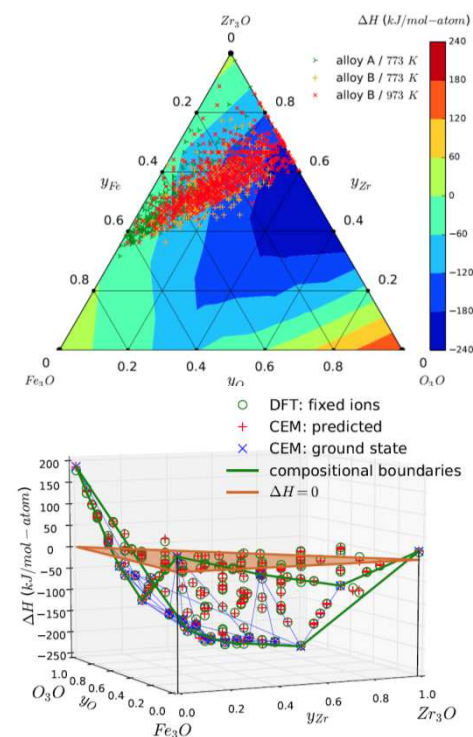 Zr₃O
ΔH (kJ/mol−atom)
0
240
alloy A / 773 K
alloy B / 773 K
alloy B / 973 K
180
0.2
0.8
120
0.4
0.6
60
y_Fe
y_Zr
0
0.6
0.4
−60
−120
0.8
0.2
−180
−240
0
0.2
0.4
0.6
0.8
0
Fe₃O
y_O
O₃O
DFT: fixed ions
CEM: predicted
CEM: ground state
compositional boundaries
ΔH = 0
200
150
100
50
0
−50
−100
−150
−200
−250
ΔH (kJ/mol−atom)
1.0
0.8
0.6
0.4
0.2
0.0
O₃O
y_O
Fe₃O
0.0
0.2
0.4
0.6
0.8
1.0
y_Zr
Zr₃O